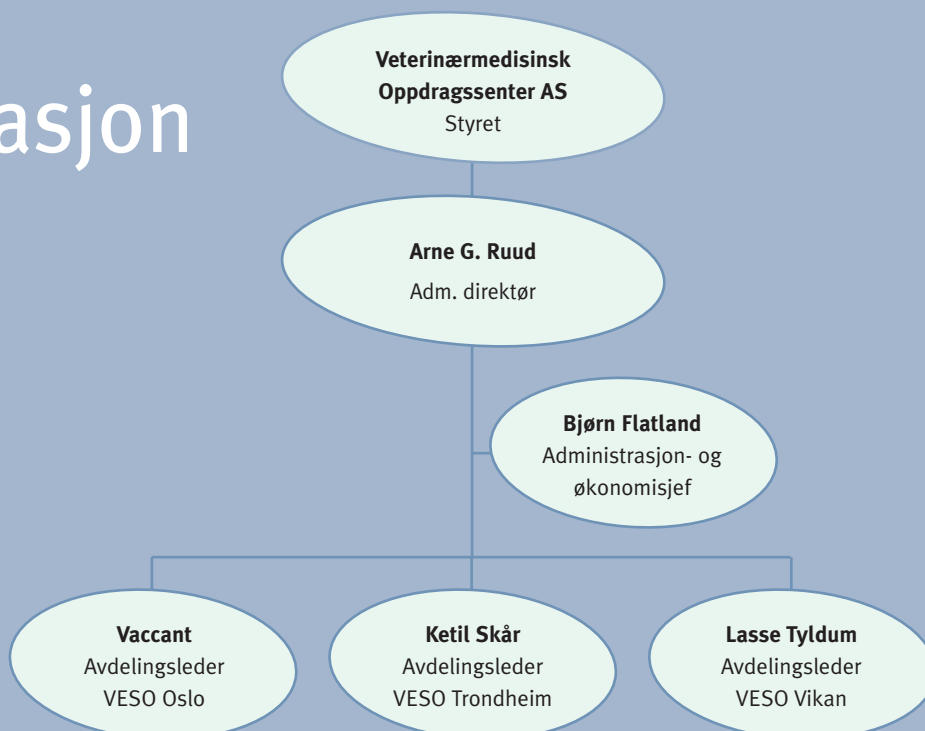 asjon
Veterinærmedisinsk
Oppdragssenter AS
Styret
Arne G. Ruud
Adm. direktør
Bjørn Flatland
Administrasjon- og
økonomisjef
Vaccant
Avdelingsleder
VESO Oslo
Ketil Skår
Avdelingsleder
VESO Trondheim
Lasse Tyldum
Avdelingsleder
VESO Vikan